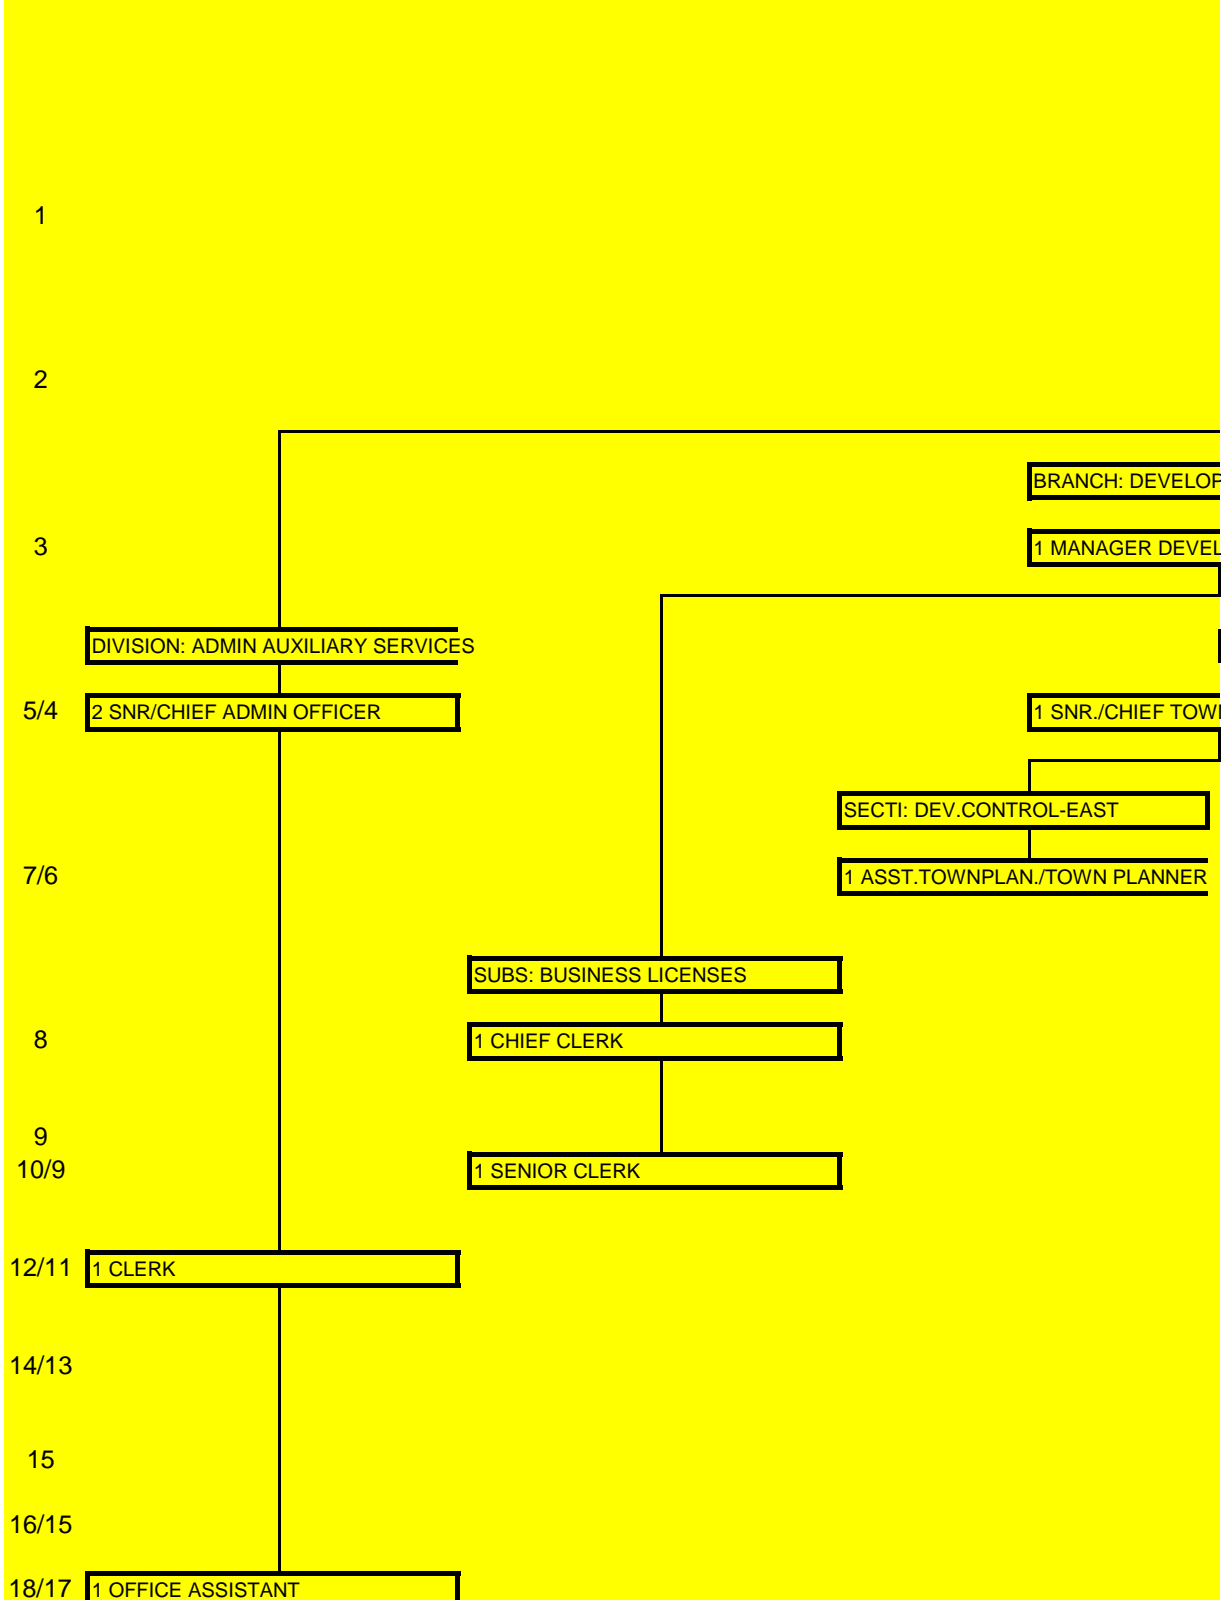 1
2
BRANCH: DEVELOP
3
1 MANAGER DEVEL
DIVISION: ADMIN AUXILIARY SERVICES
5/4
2 SNR/CHIEF ADMIN OFFICER
1 SNR./CHIEF TOW
SECTI: DEV.CONTROL-EAST
7/6
1 ASST.TOWNPLAN./TOWN PLANNER
SUBS: BUSINESS LICENSES
8
1 CHIEF CLERK
9
10/9
1 SENIOR CLERK
12/11
1 CLERK
14/13
15
16/15
18/17
1 OFFICE ASSISTANT